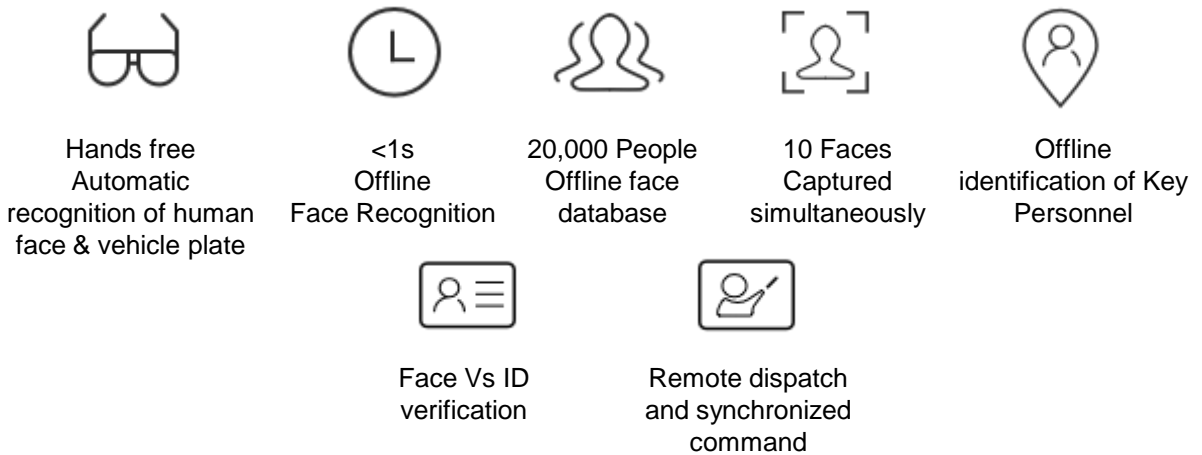 Hands free
Automatic
recognition of human
face & vehicle plate
<1s
Offline
Face Recognition
20,000 People
Offline face
database
10 Faces
Captured
simultaneously
Offline
identification of Key
Personnel
Face Vs ID
verification
Remote dispatch
and synchronized
command